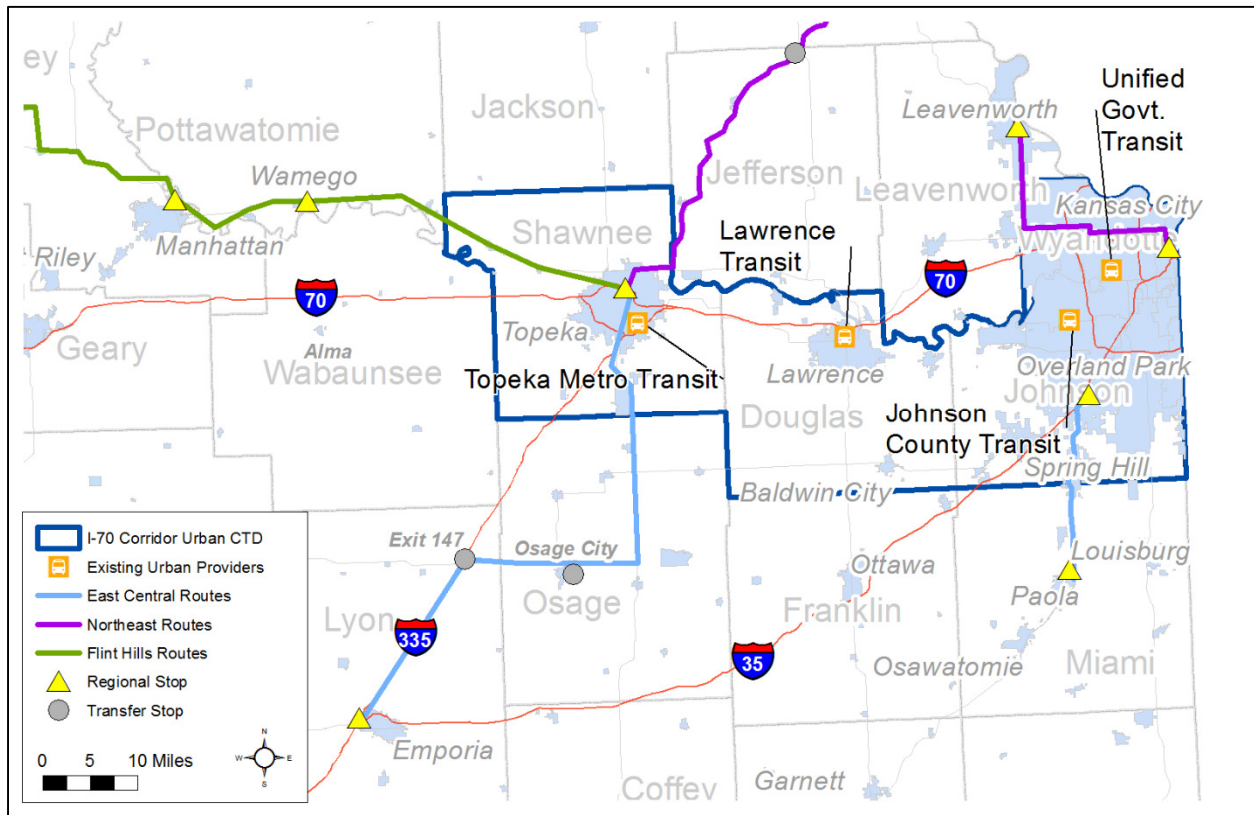 ey
Jackson
Pottawatomie
Leavenworth
Unified
Govt.
Transit
Wamego
Jefferson
Leavenworth
Kansas City
Shawnee
Lawrence
Transit
Wyandotte
Manhattan
Riley
70
70
Topeka
Geary
Alma
Wabaunsee
Lawrence
Overland Park
Topeka Metro Transit
Johnson
Douglas
Johnson
County Transit
Spring Hill
Baldwin City
I-70 Corridor Urban CTD
Existing Urban Providers
East Central Routes
Northeast Routes
Flint Hills Routes
Regional Stop
Transfer Stop
0 5 10 Miles
N
W E
S
Exit 147
Osage City
Ottawa
Louisburg
Lyon
Osage
Franklin
Paola
335
35
Osawatomie
Miami
Emporia
Garnett
Coffey